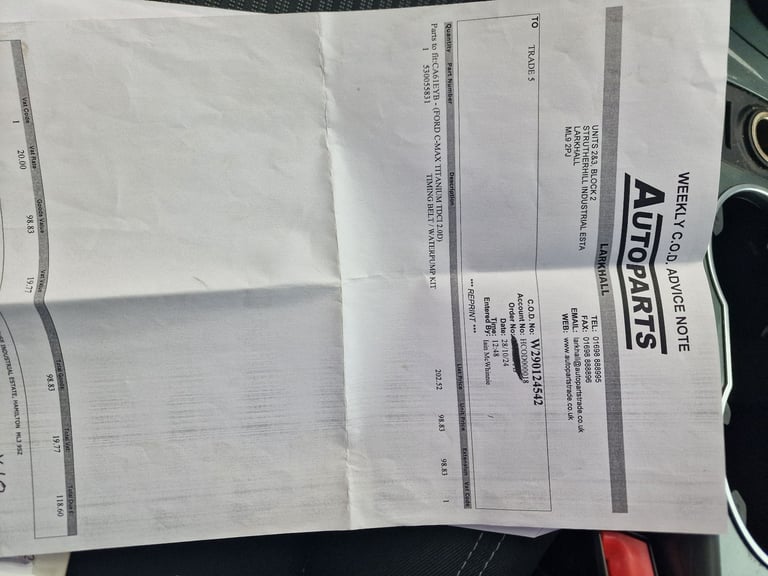 WEEKLY C.O.D. ADVICE NOTE
AUTOPARTS
LARKHALL
UNITS 2&3, BLOCK 2
STRUTHERHILL INDUSTRIAL ESTA
LARKHALL
ML9 2PJ
TEL: 01698 888995
FAX: 01698 888896
EMAIL: larkhall@autopartstrade.co.uk
WEB: www.autopartstrade.co.uk
TO
TRADE 5
C.O.D. No: W290124542
Account No: HCOD000018
Order No:
Date: 28/10/24
Time: 12:48 /
Entered By: Iain McWhinnie
*** REPRINT ***
Quantity Part Number Description List Price Unit Price Extension Vat Code
Parts to fit:CA61EYB - (FORD C-MAX TITANIUM TDCI 2.0D)
1 530055831 TIMING BELT / WATERPUMP KIT 202.52 98.83 98.83 1
Vat Code Vat Rate Goods Value Vat Value Total Goods Total Vat Total Due £
1 20.00 98.83 19.77 98.83 19.77 118.60
INDUSTRIAL ESTATE, HAMILTON ML3 9SZ